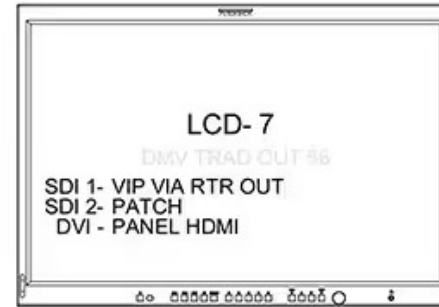 LCD- 7
DMV TRAD OUT 56
SDI 1- VIP VIA RTR OUT
SDI 2- PATCH
DVI - PANEL HDMI